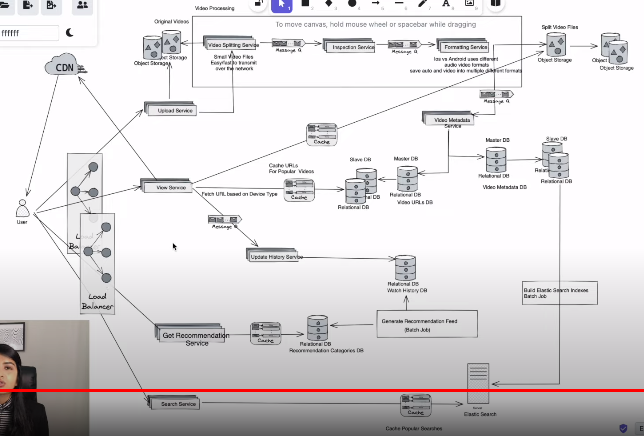 ffffff
Video Processing
To move canvas, hold mouse wheel or spacebar while dragging
Original Videos
Object Storage
Object Storage
Video Splitting Service
Small Video Files
Easy/fast to transmit
over the network
Message Q.
Inspection Service
Message Q.
Formatting Service
Ios vs Android uses different
audio video formats
save auto and video into multiple different formats
Split Video Files
Object Storage
Object Storage
Message Q.
CDN
Upload Service
Video Metadata
Service
Cache
Master DB
Relational DB
Slave DB
Relational DB
Video Metadata DB
Cache URLs
For Popular Videos
Cache
Slave DB
Relational DB
Master DB
Relational DB
Video URLs DB
View Service
Fetch URL based on Device Type
Message Q.
User
Load
Balancer
Update History Service
Relational DB
Watch History DB
Build Elastic Search Indexes
Batch Job
Get Recommendation
Service
Cache
Relational DB
Recommendation Categories DB
Generate Recommendation Feed
(Batch Job)
Search Service
Cache
Cache Popular Searches
Server
Elastic Search